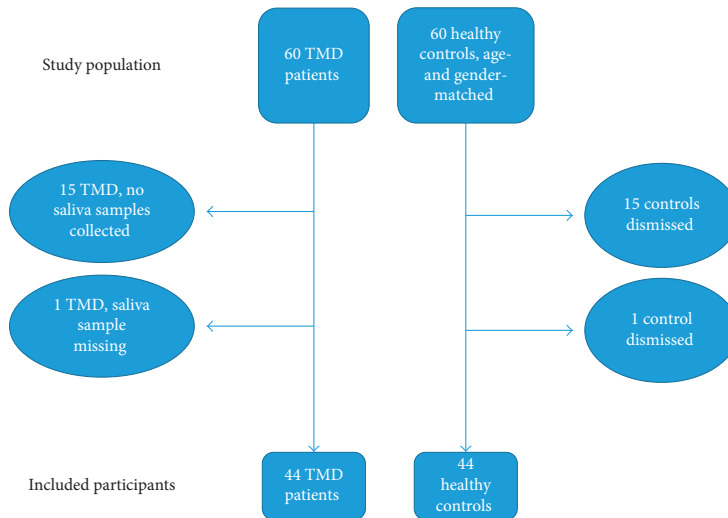 Study population
60 TMD
patients
60 healthy
controls, age-
and gender-
matched
15 TMD, no
saliva samples
collected
15 controls
dismissed
1 TMD, saliva
sample
missing
1 control
dismissed
Included participants
44 TMD
patients
44
healthy
controls